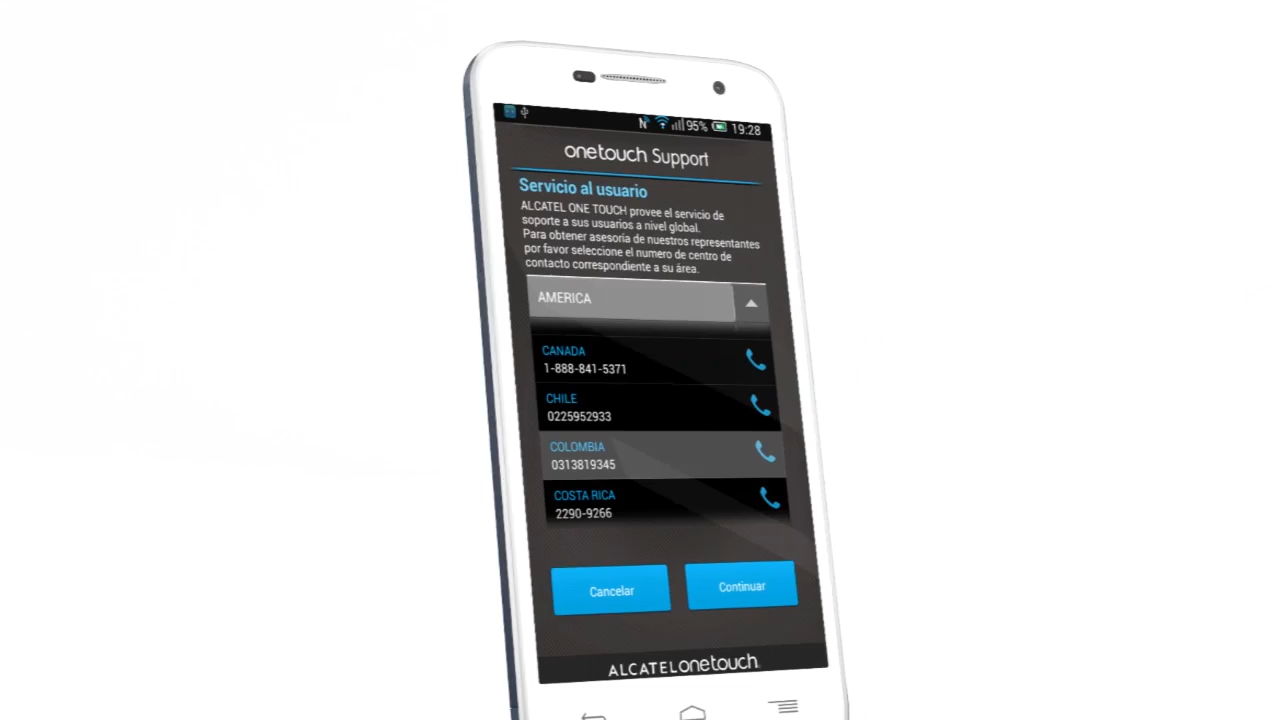 N 95% 19:28
onetouch Support
Servicio al usuario
ALCATEL ONE TOUCH provee el servicio de
soporte a sus usuarios a nivel global.
Para obtener asesoría de nuestros representantes
por favor seleccione el numero de centro de
contacto correspondiente a su área.
AMERICA
CANADA
1-888-841-5371
CHILE
0225952933
COLOMBIA
0313819345
COSTA RICA
2290-9266
Cancelar
Continuar
ALCATEL onetouch.